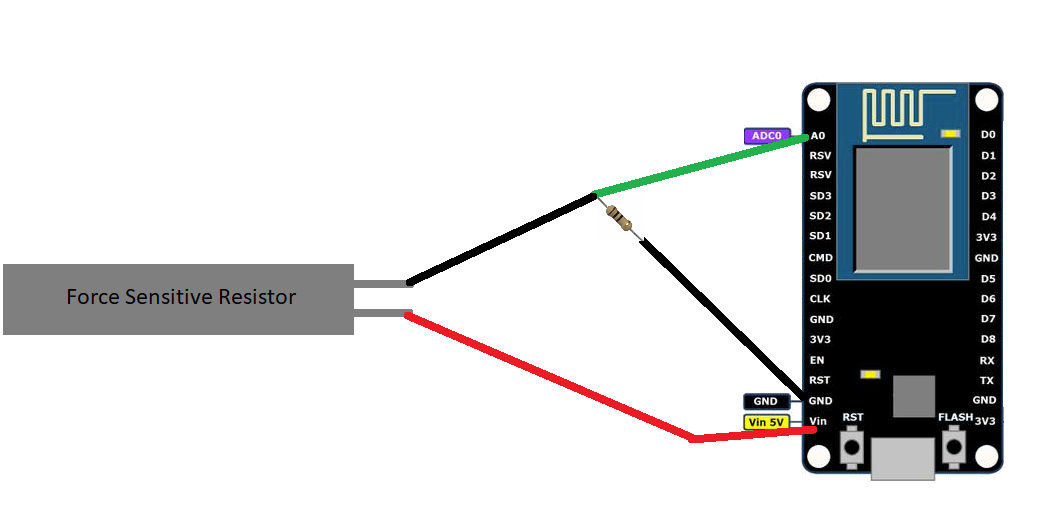 Force Sensitive Resistor
ADC0
GND
Vin 5V
A0
RSV
RSV
SD3
SD2
SD1
CMD
SD0
CLK
GND
3V3
EN
RST
GND
Vin
D0
D1
D2
D3
D4
3V3
GND
D5
D6
D7
D8
RX
TX
GND
3V3
RST
FLASH